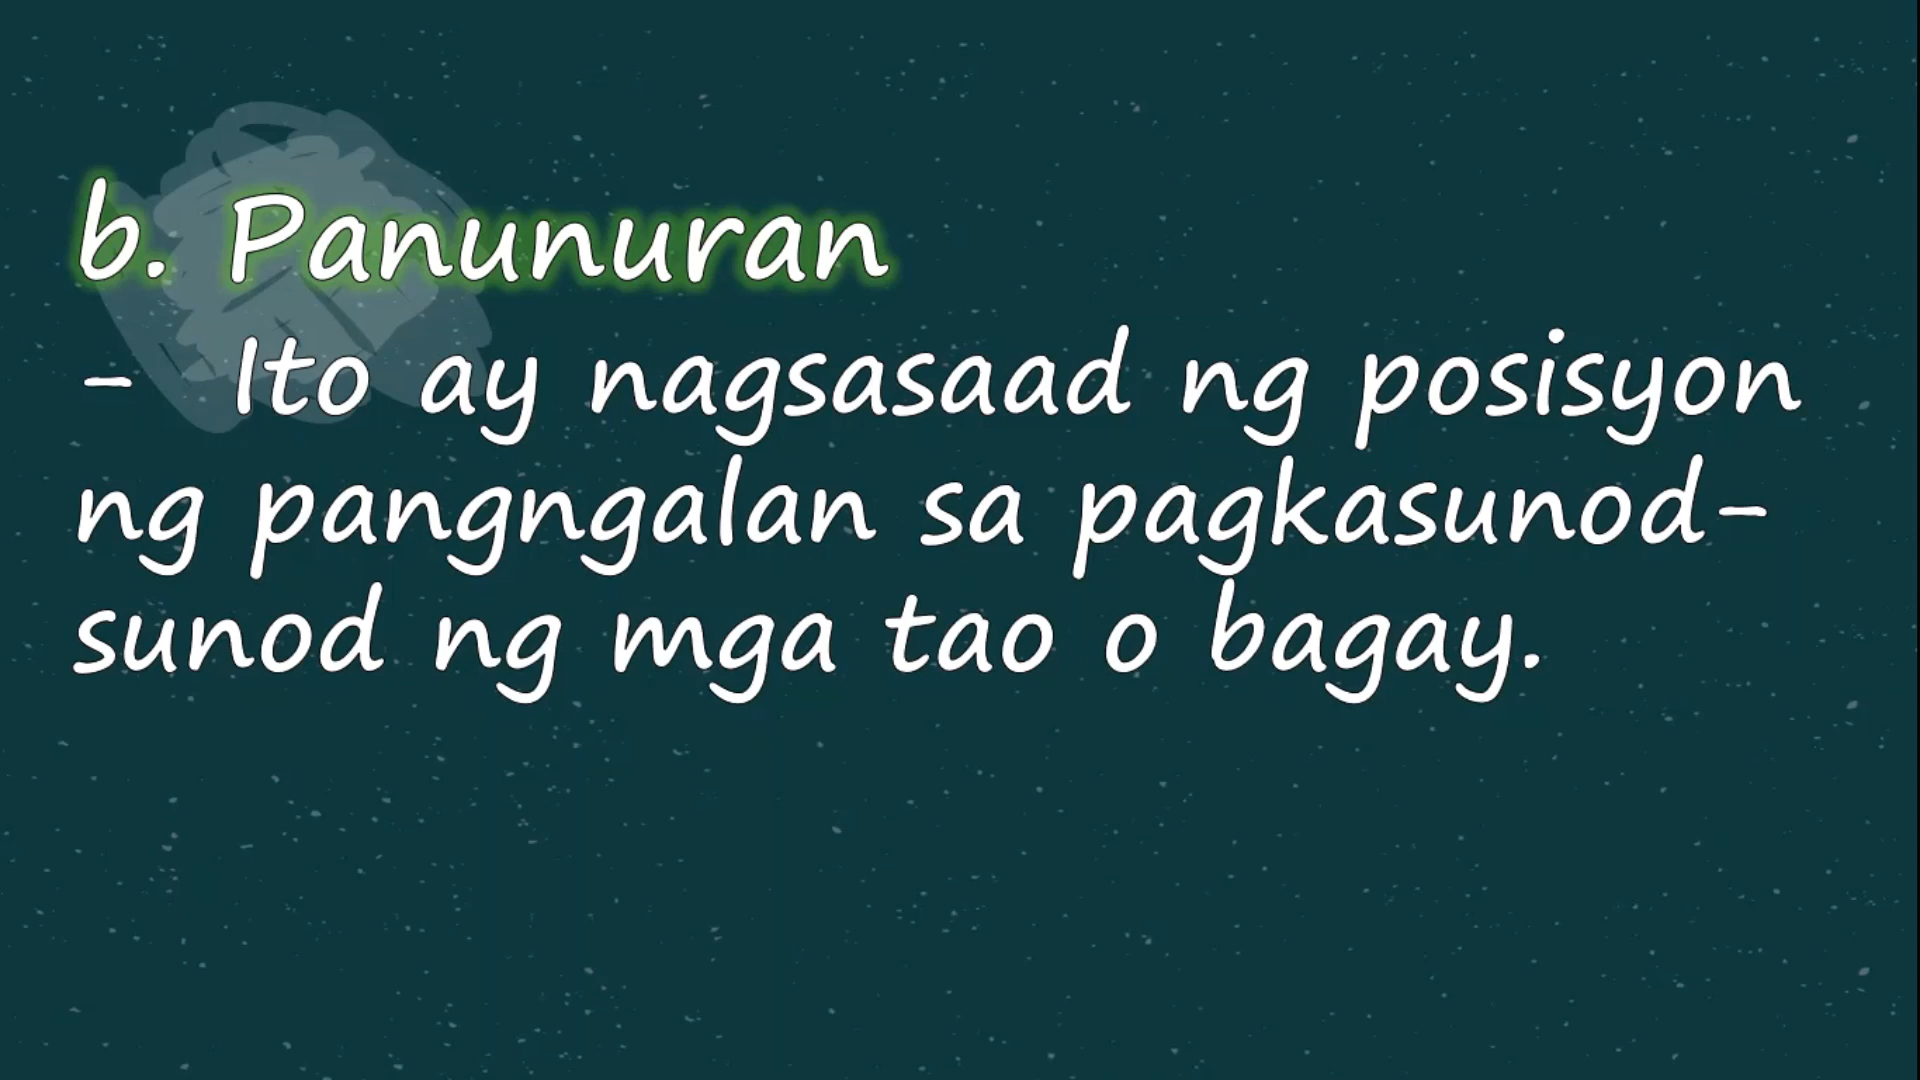 b. Panunuran
- Ito ay nagsasaad ng posisyon
ng pangngalan sa pagkasunod-
sunod ng mga tao o bagay.